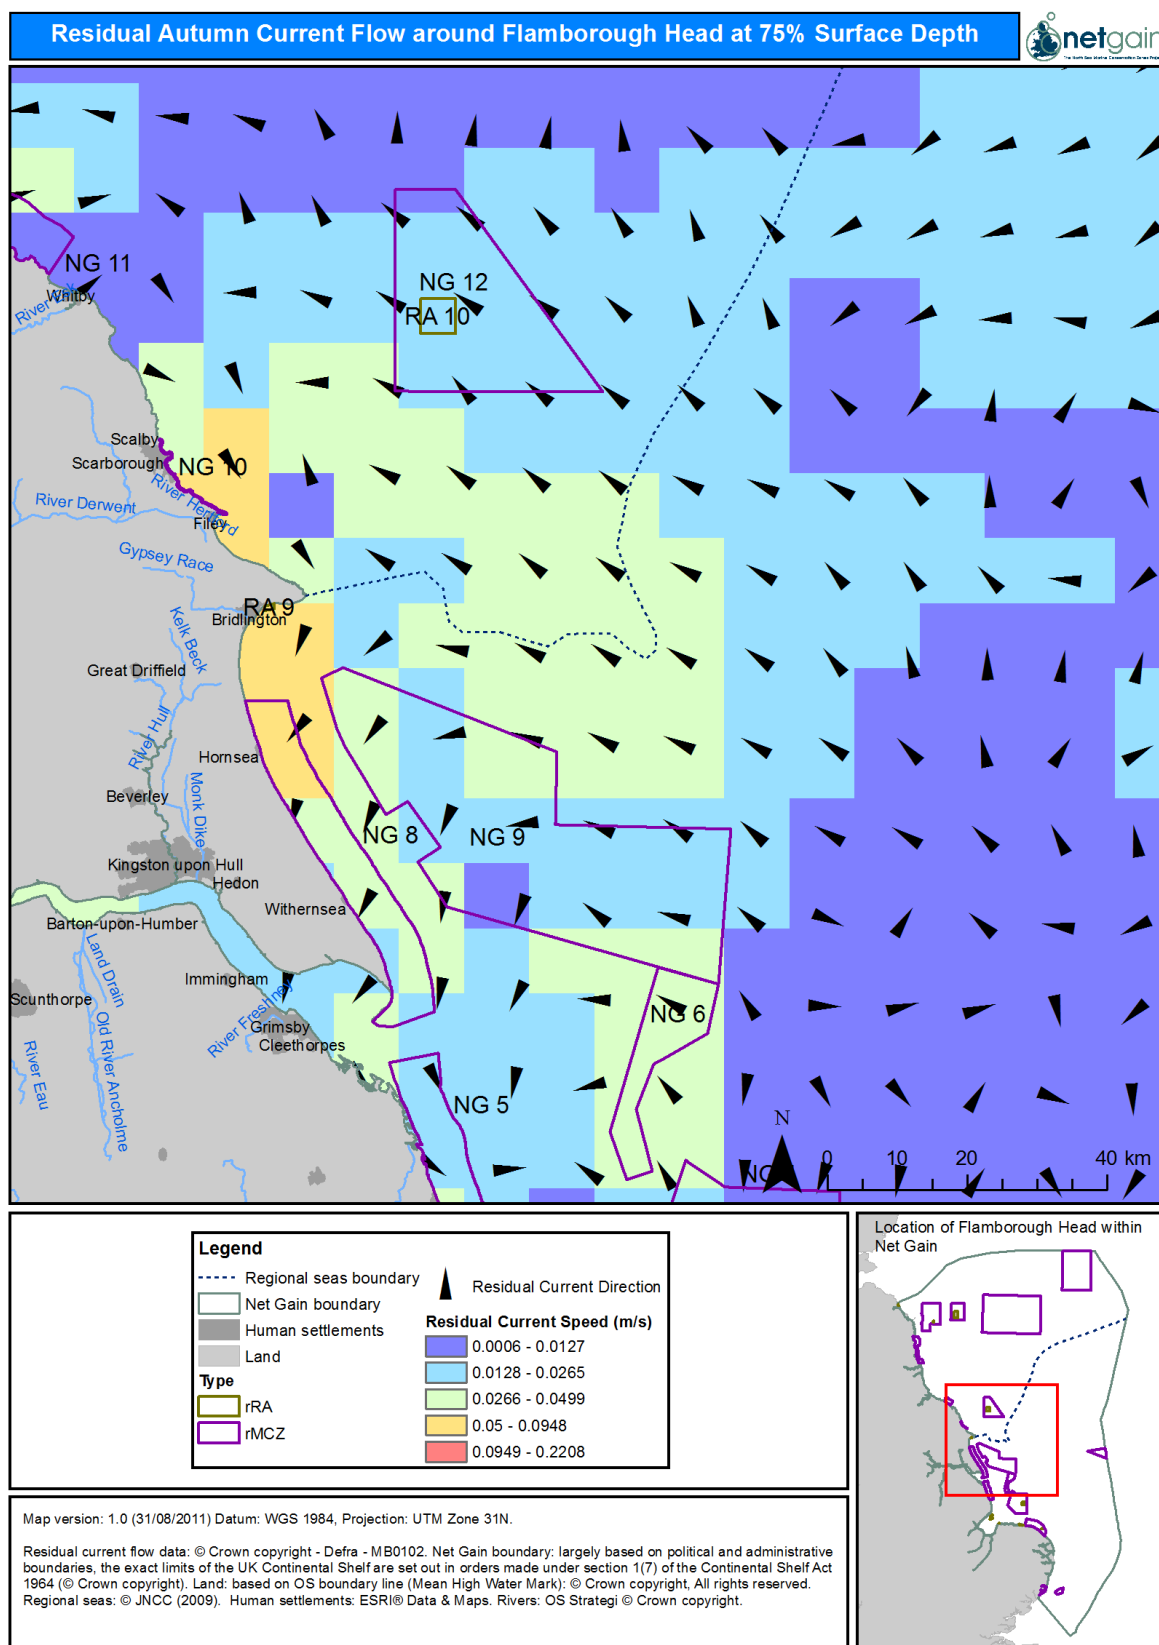 Residual Autumn Current Flow around Flamborough Head at 75% Surface Depth
netgain
NG 11
Whitby
NG 12
RA 10
Scalby
Scarborough
NG 10
River Hertford
River Derwent
Filey
Gypsey Race
RA 9
Bridlington
Kelk Beck
Great Driffield
River Hull
Hornsea
Beverley
Monk Dike
NG 8
NG 9
Kingston upon Hull
Hedon
Withernsea
Barton-upon-Humber
Land Drain
Immingham
Scunthorpe
NG 6
River Freshney
Grimsby
Cleethorpes
Old River Ancholme
River Eau
NG 5
N
0 10 20 40 km
Legend
Regional seas boundary
Net Gain boundary
Human settlements
Land
Type
rRA
rMCZ
Residual Current Direction
Residual Current Speed (m/s)
0.0006 - 0.0127
0.0128 - 0.0265
0.0266 - 0.0499
0.05 - 0.0948
0.0949 - 0.2208
Location of Flamborough Head within
Net Gain
Map version: 1.0 (31/08/2011) Datum: WGS 1984, Projection: UTM Zone 31N.
Residual current flow data: © Crown copyright - Defra - MB0102. Net Gain boundary: largely based on political and administrative
boundaries, the exact limits of the UK Continental Shelf are set out in orders made under section 1(7) of the Continental Shelf Act
1964 (© Crown copyright). Land: based on OS boundary line (Mean High Water Mark): © Crown copyright, All rights reserved.
Regional seas: © JNCC (2009). Human settlements: ESRI® Data & Maps. Rivers: OS Strategi © Crown copyright.